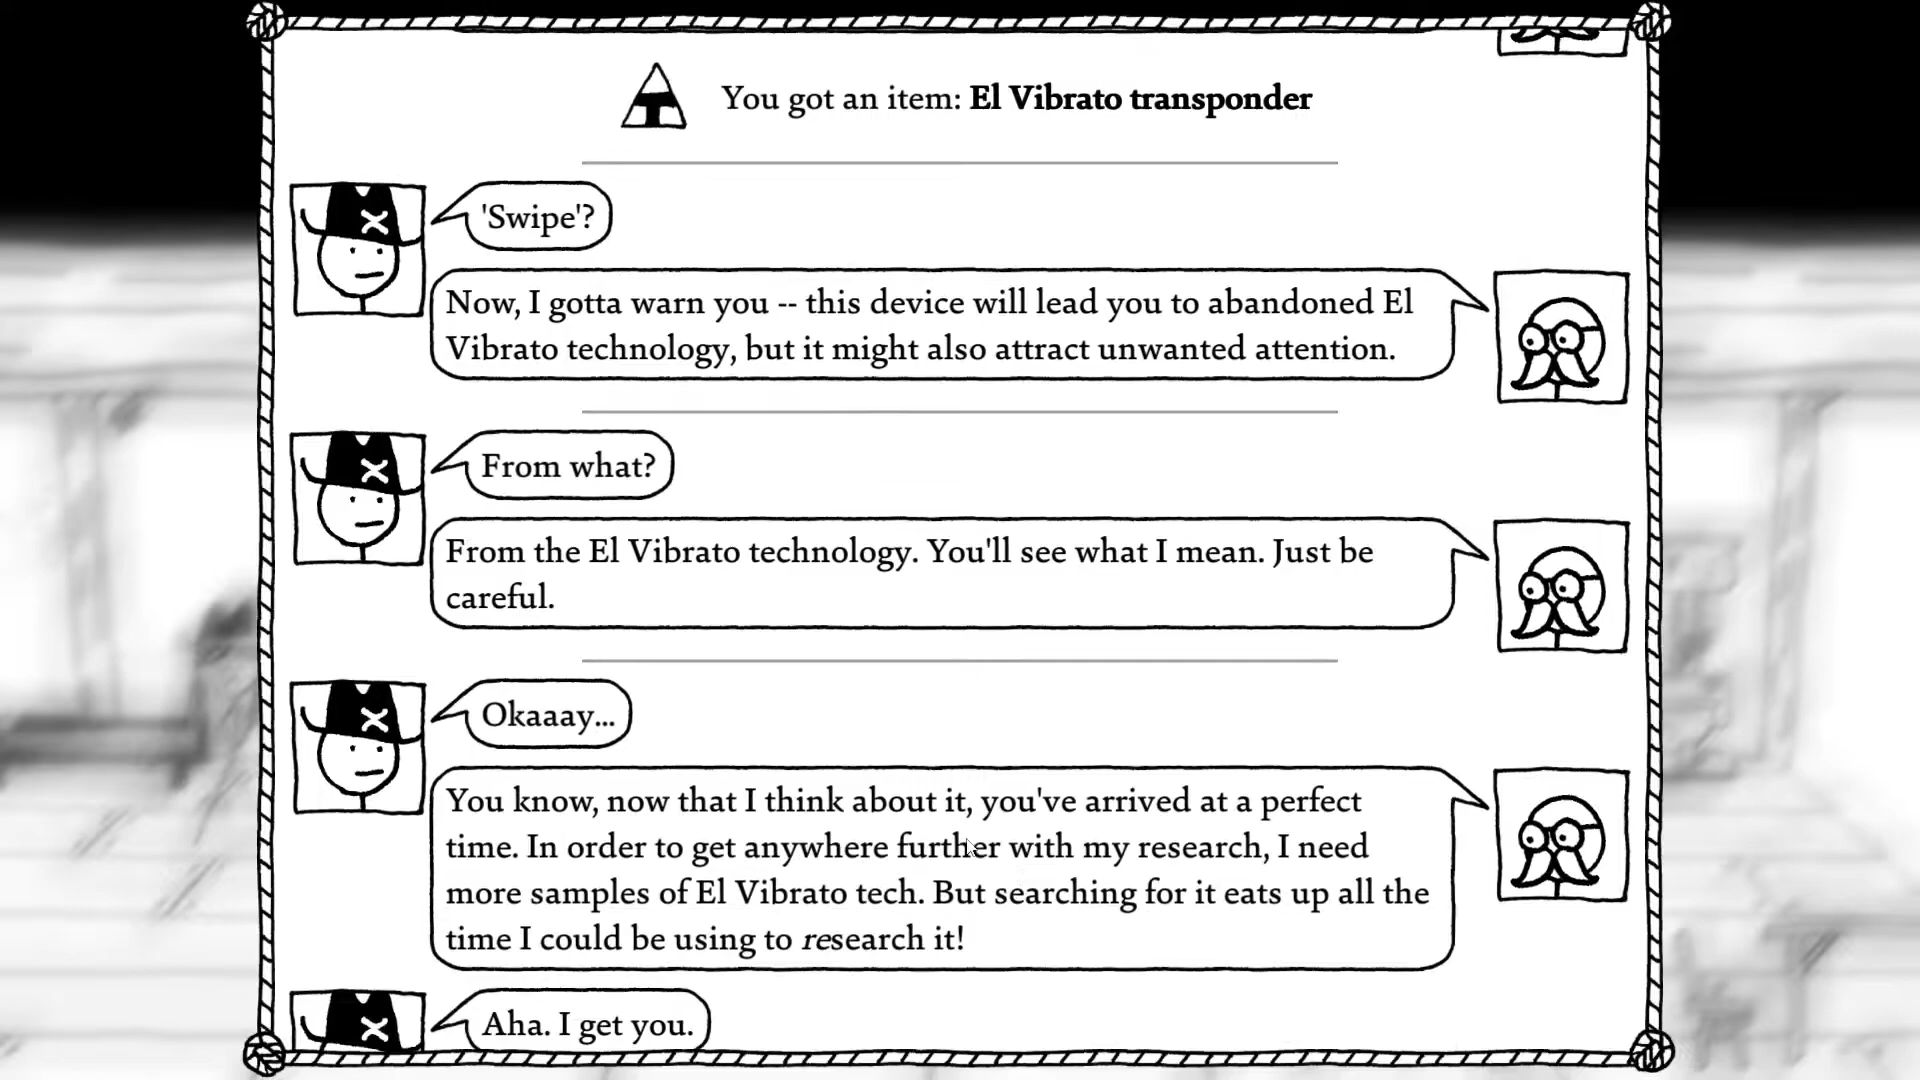 You got an item: El Vibrato transponder
'Swipe'?
Now, I gotta warn you -- this device will lead you to abandoned El
Vibrato technology, but it might also attract unwanted attention.
From what?
From the El Vibrato technology. You'll see what I mean. Just be
careful.
Okaaay...
You know, now that I think about it, you've arrived at a perfect
time. In order to get anywhere further with my research, I need
more samples of El Vibrato tech. But searching for it eats up all the
time I could be using to research it!
Aha. I get you.